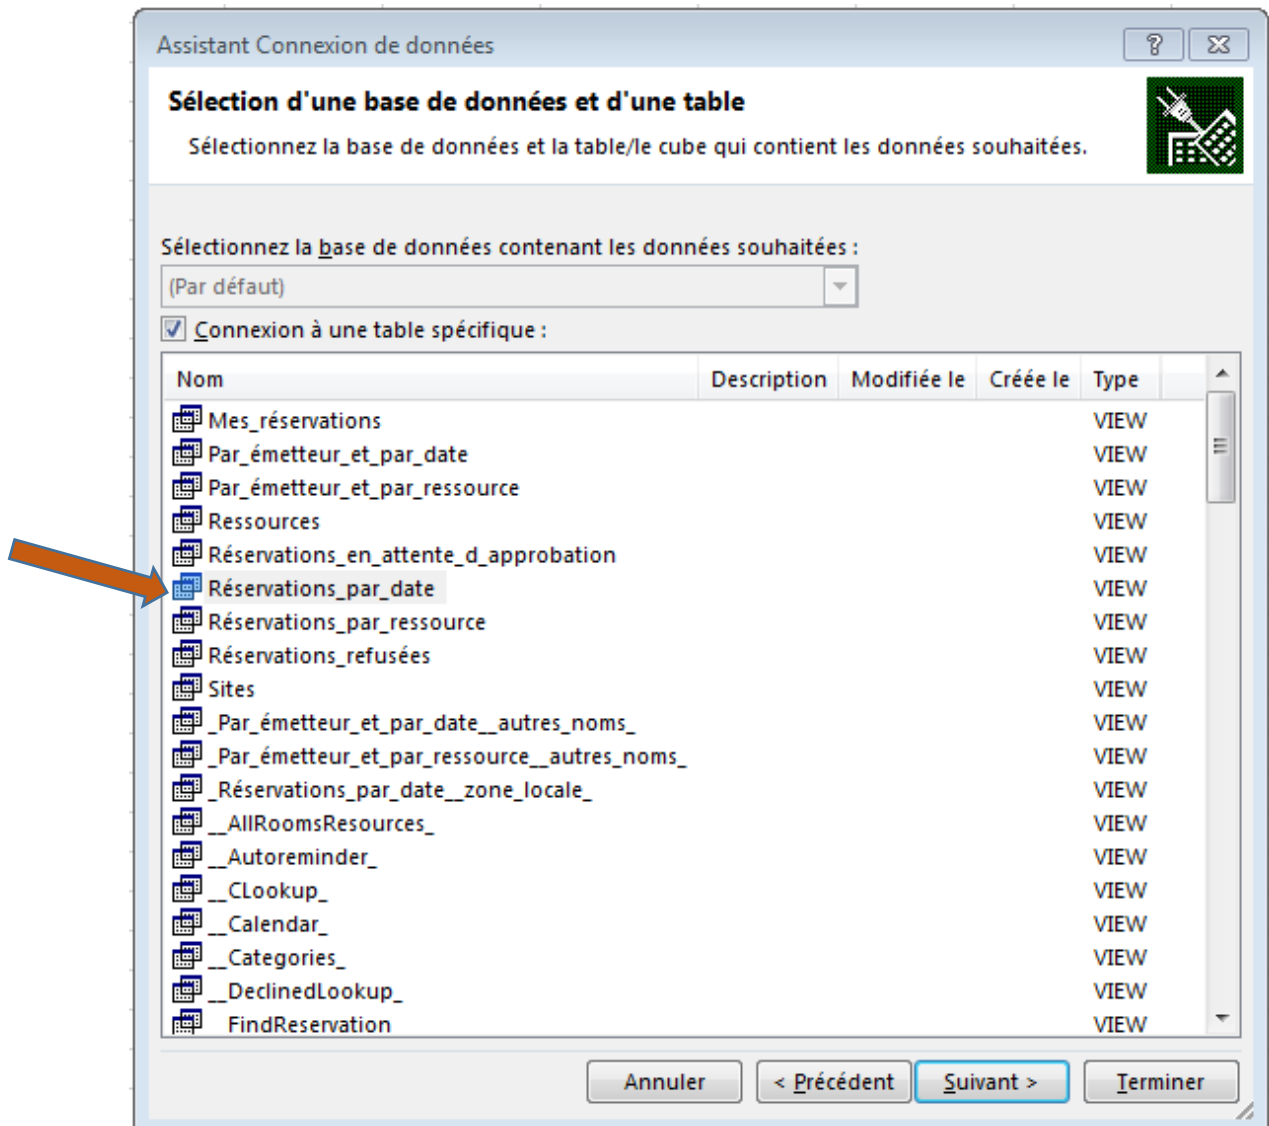 Assistant Connexion de données
Sélection d'une base de données et d'une table
Sélectionnez la base de données et la table/le cube qui contient les données souhaitées.
Sélectionnez la base de données contenant les données souhaitées :
(Par défaut)
Connexion à une table spécifique :
Nom Description Modifiée le Créée le Type
Mes_réservations VIEW
Par_émetteur_et_par_date VIEW
Par_émetteur_et_par_ressource VIEW
Ressources VIEW
Réservations_en_attente_d_approbation VIEW
Réservations_par_date VIEW
Réservations_par_ressource VIEW
Réservations_refusées VIEW
Sites VIEW
_Par_émetteur_et_par_date__autres_noms_ VIEW
_Par_émetteur_et_par_ressource__autres_noms_ VIEW
_Réservations_par_date__zone_locale_ VIEW
__AllRoomsResources_ VIEW
__Autoreminder_ VIEW
__CLookup_ VIEW
__Calendar_ VIEW
__Categories_ VIEW
__DeclinedLookup_ VIEW
FindReservation VIEW
Annuler < Précédent Suivant > Terminer